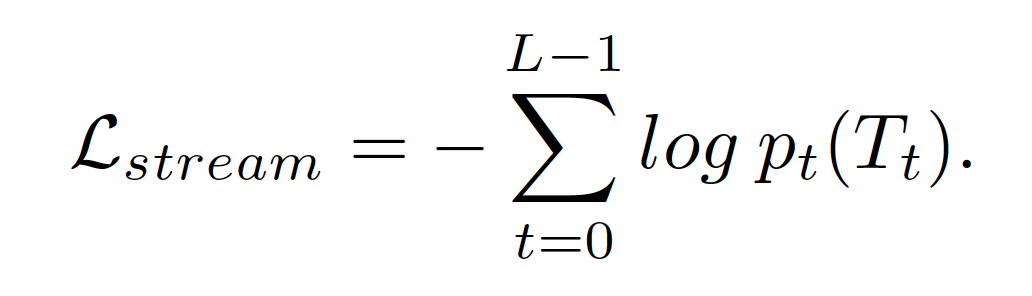 \mathcal{L}_{stream} = - \sum_{t=0}^{L-1} log \, p_t(T_t).